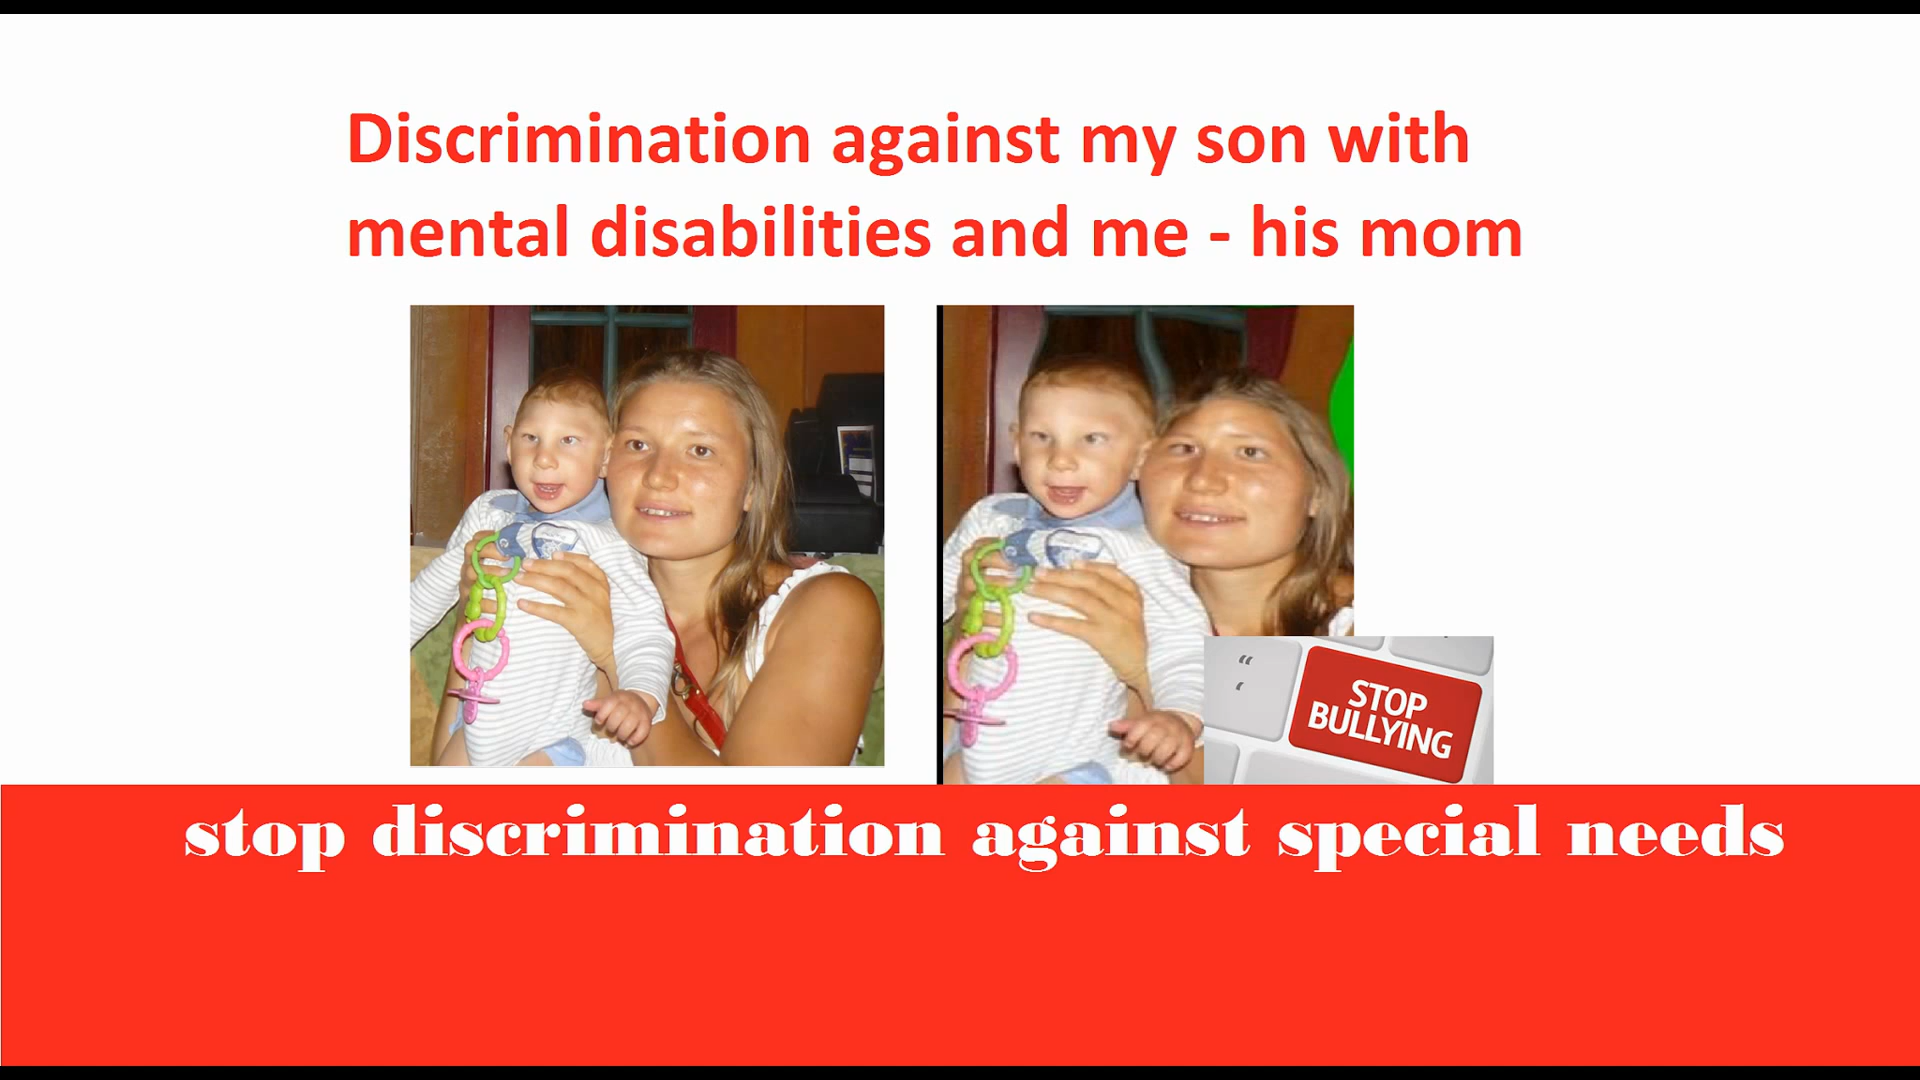 Discrimination against my son with
mental disabilities and me - his mom
STOP
BULLYING
stop discrimination against special needs